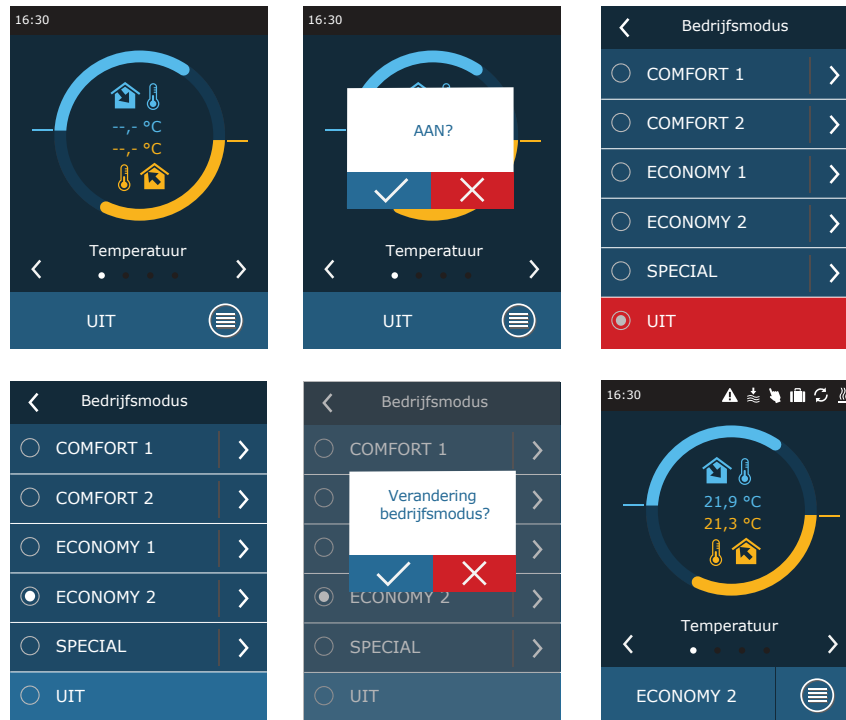 16:30
--,- °C
--,- °C
Temperatuur
UIT
16:30
AAN?
Temperatuur
UIT
Bedrijfsmodus
COMFORT 1
COMFORT 2
ECONOMY 1
ECONOMY 2
SPECIAL
UIT
Bedrijfsmodus
COMFORT 1
COMFORT 2
ECONOMY 1
ECONOMY 2
SPECIAL
UIT
Bedrijfsmodus
COMFORT 1
Verandering
bedrijfsmodus?
ECONOMY 2
SPECIAL
UIT
16:30
21,9 °C
21,3 °C
Temperatuur
ECONOMY 2